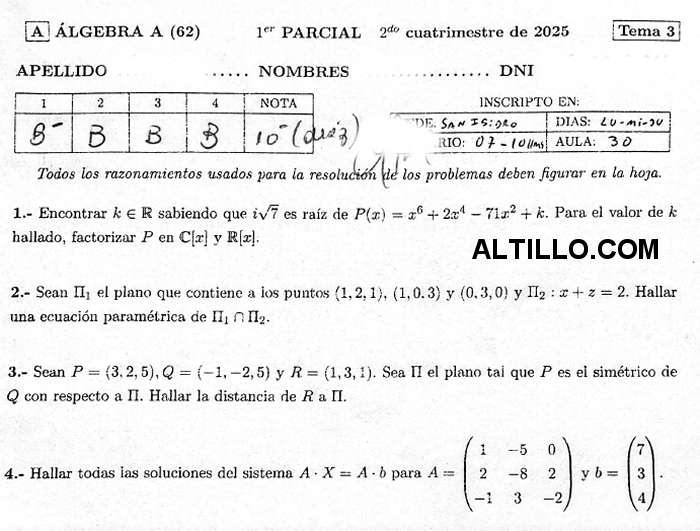 A ÁLGEBRA A (62) 1er PARCIAL 2do cuatrimestre de 2025 Tema 3
APELLIDO ..... NOMBRES ............ DNI
1 2 3 4 NOTA
B- B B B 10- (diez)
INSCRIPTO EN:
DE: SAN ISIDRO DIAS: LU-Mi-JU
RIO: 07-10hs AULA: 30
Todos los razonamientos usados para la resolución de los problemas deben figurar en la hoja.
1.- Encontrar k ∈ ℝ sabiendo que i√7 es raíz de P(x) = x⁶ + 2x⁴ − 71x² + k. Para el valor de k
hallado, factorizar P en ℂ[x] y ℝ[x].
ALTILLO.COM
2.- Sean Π₁ el plano que contiene a los puntos (1,2,1), (1,0.3) y (0,3,0) y Π₂ : x + z = 2. Hallar
una ecuación paramétrica de Π₁ ∩ Π₂.
3.- Sean P = (3,2,5), Q = (−1,−2,5) y R = (1,3,1). Sea Π el plano tal que P es el simétrico de
Q con respecto a Π. Hallar la distancia de R a Π.
4.- Hallar todas las soluciones del sistema A · X = A · b para A = (1 −5 0
2 −8 2
−1 3 −2) y b = (7
3
4).